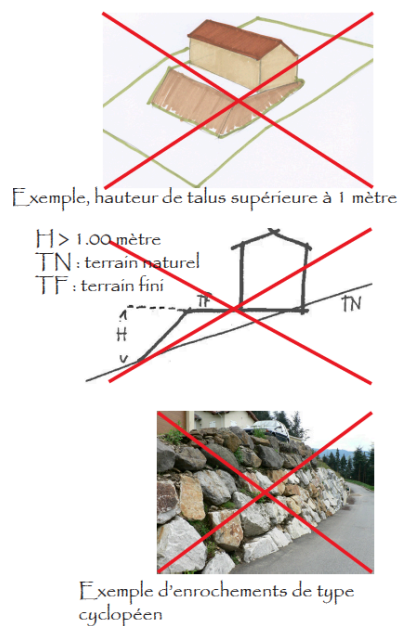 Exemple, hauteur de talus supérieure à 1 mètre
H > 1.00 mètre
TN : terrain naturel
TF : terrain fini
TF
TN
H
Exemple d'enrochements de type
cyclopéen